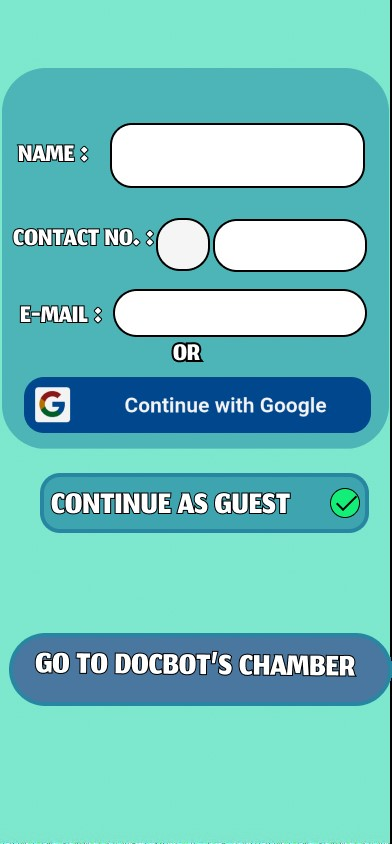 NAME :
CONTACT NO. :
E-MAIL :
OR
Continue with Google
CONTINUE AS GUEST
GO TO DOCBOT'S CHAMBER